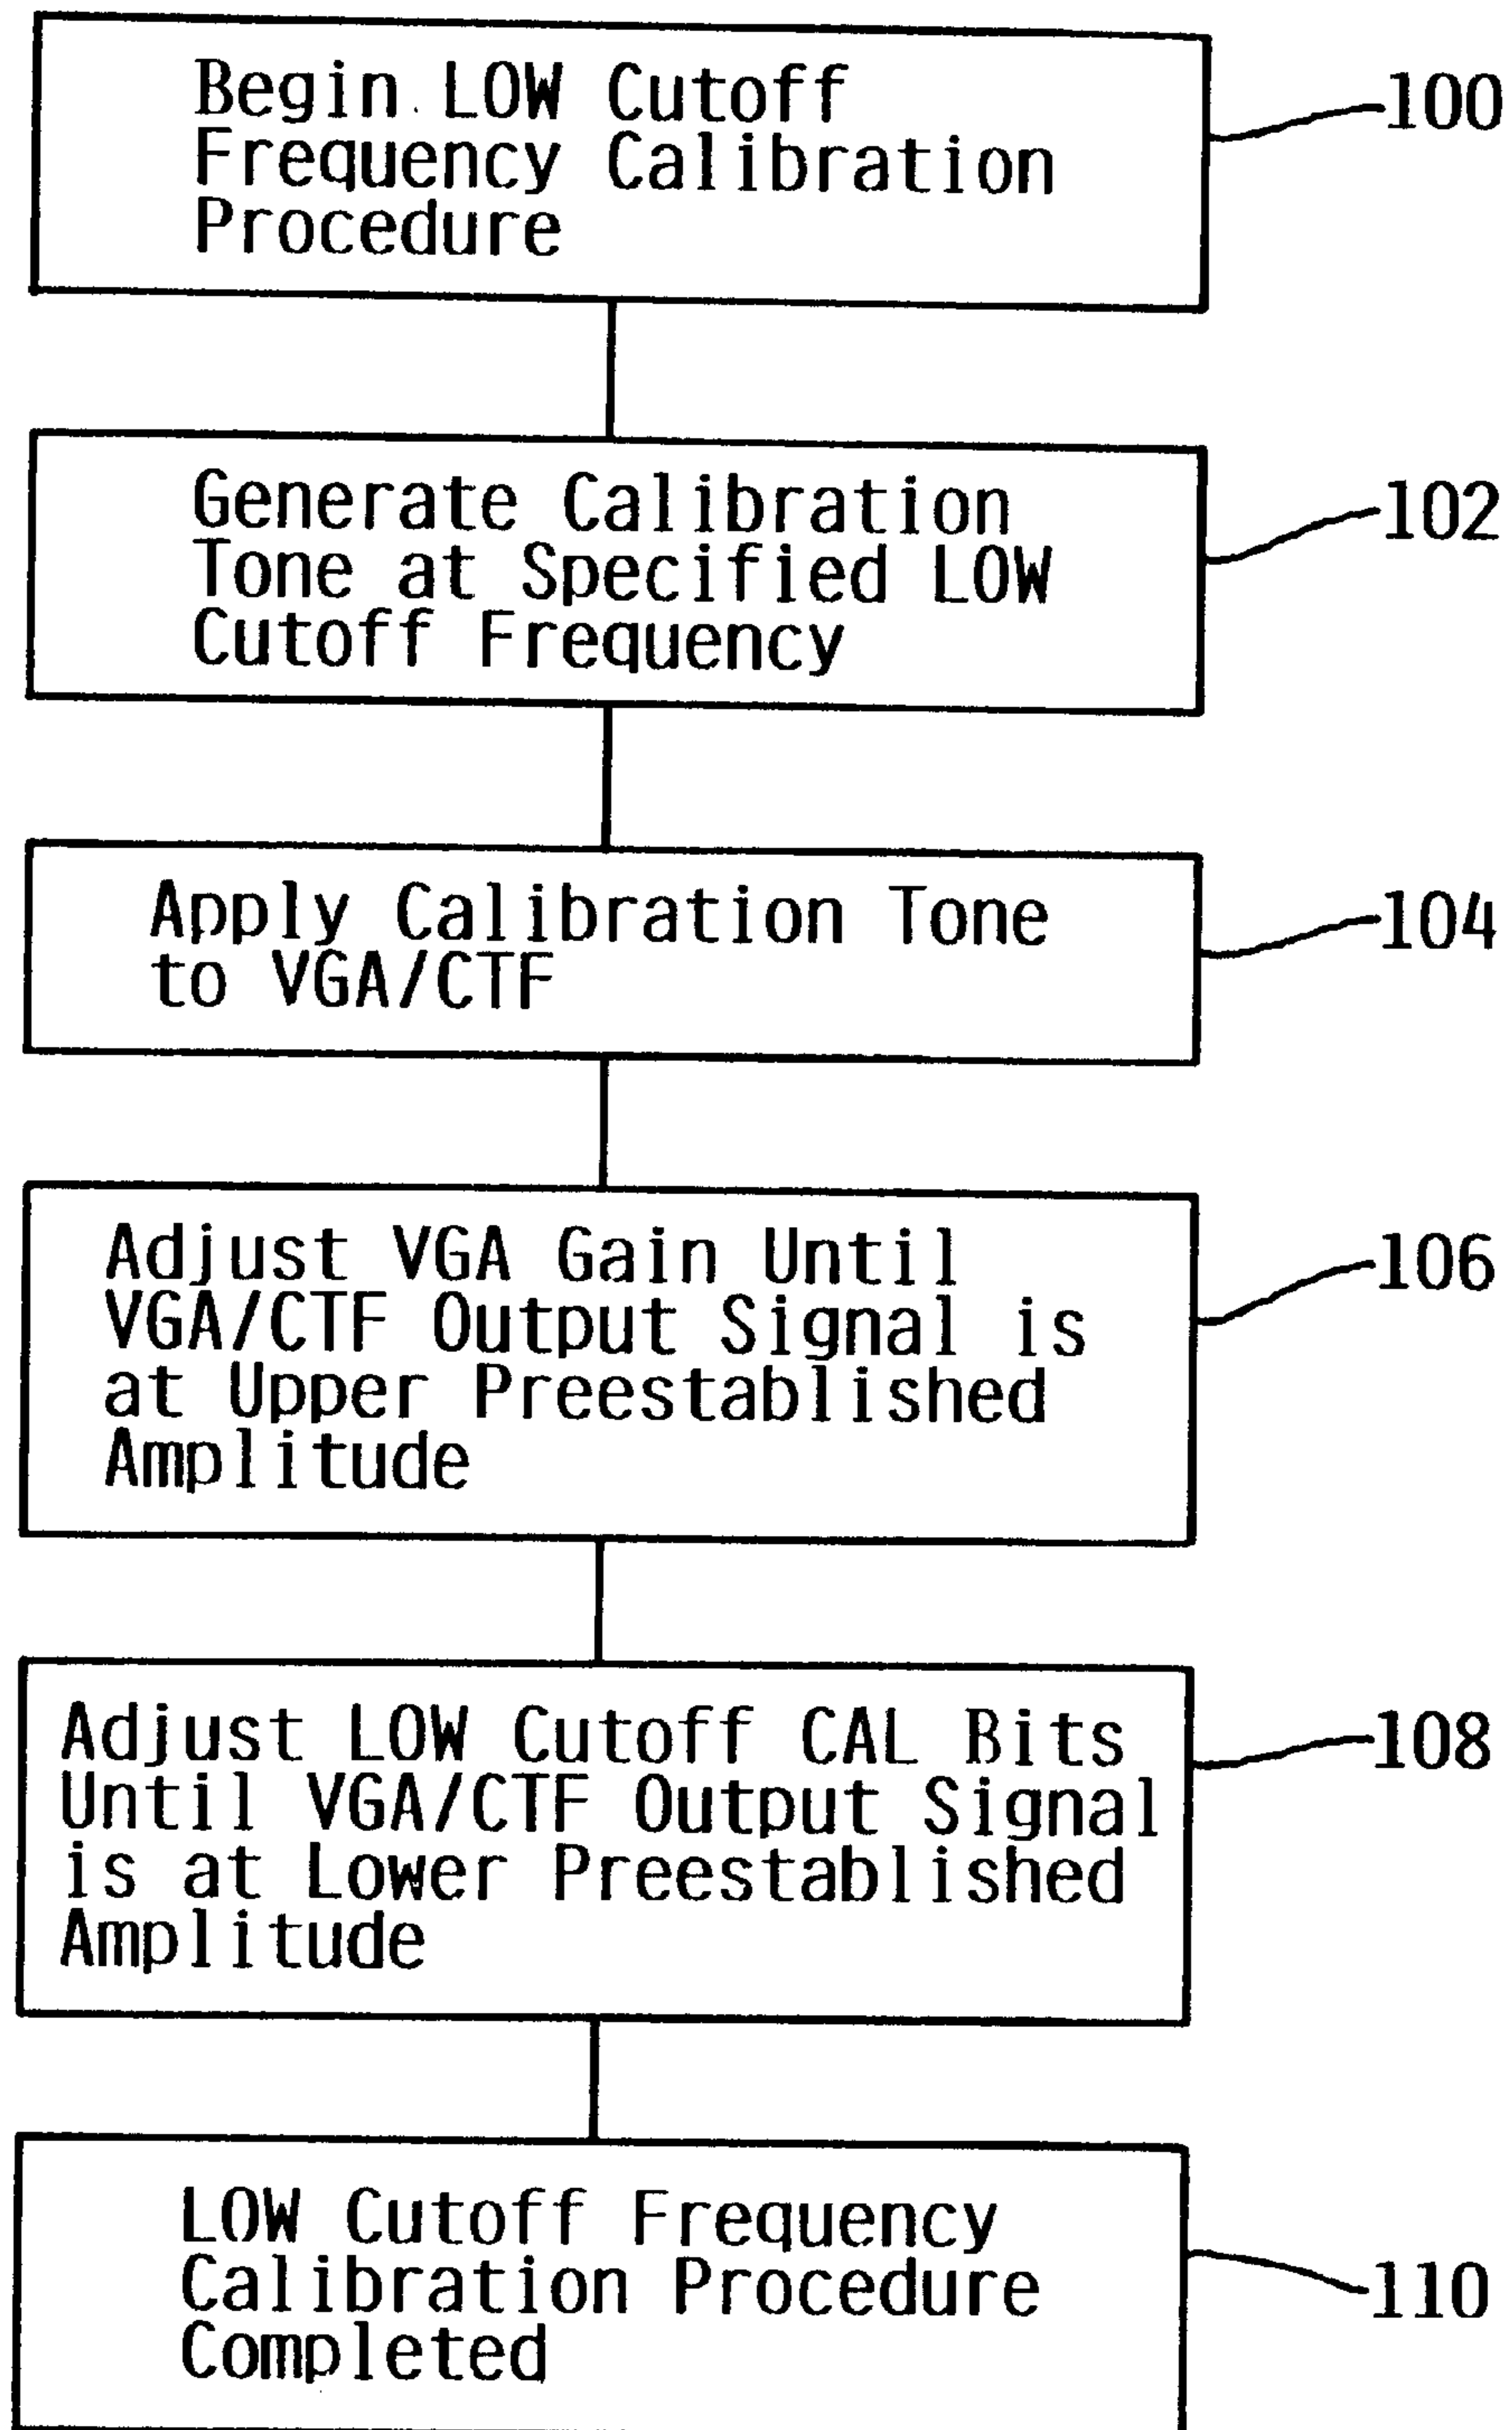 Begin LOW Cutoff
Frequency Calibration
Procedure
100
Generate Calibration
Tone at Specified LOW
Cutoff Frequency
102
Apply Calibration Tone
to VGA/CTF
104
Adjust VGA Gain Until
VGA/CTF Output Signal is
at Upper Preestablished
Amplitude
106
Adjust LOW Cutoff CAL Bits
Until VGA/CTF Output Signal
is at Lower Preestablished
Amplitude
108
LOW Cutoff Frequency
Calibration Procedure
Completed
110